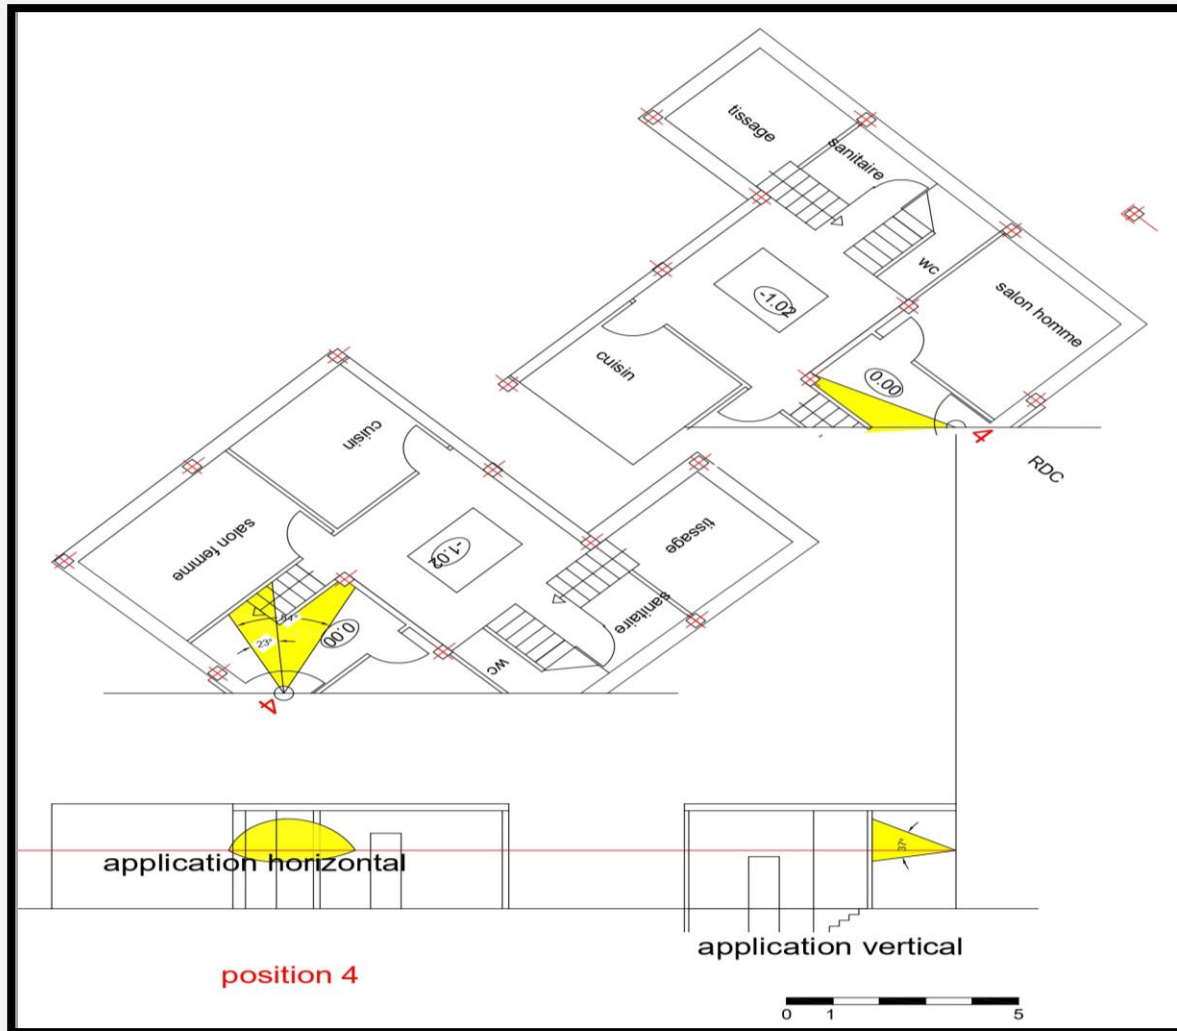 tissage
sanitaire
wc
salon homme
-1.02
cuisin
0.00
4
RDC
cuisin
salon femme
-1.02
tissage
sanitaire
wc
0.00
84°
23°
4
application horizontal
37°
application vertical
position 4
0 1 5